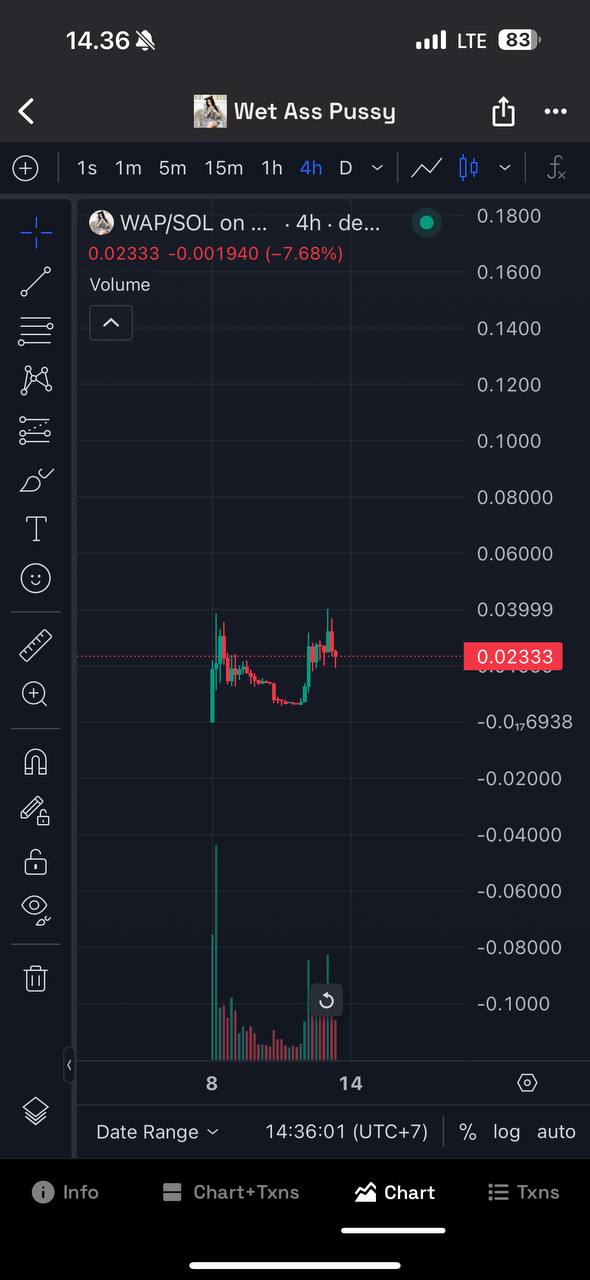 14.36
LTE 83
Wet Ass Pussy
1s 1m 5m 15m 1h 4h D
WAP/SOL on ... · 4h · de...
0.02333 -0.001940 (−7.68%)
Volume
0.1800
0.1600
0.1400
0.1200
0.1000
0.08000
0.06000
0.03999
0.02333
-0.0₁₇6938
-0.02000
-0.04000
-0.06000
-0.08000
-0.1000
8 14
Date Range 14:36:01 (UTC+7) % log auto
Info Chart+Txns Chart Txns